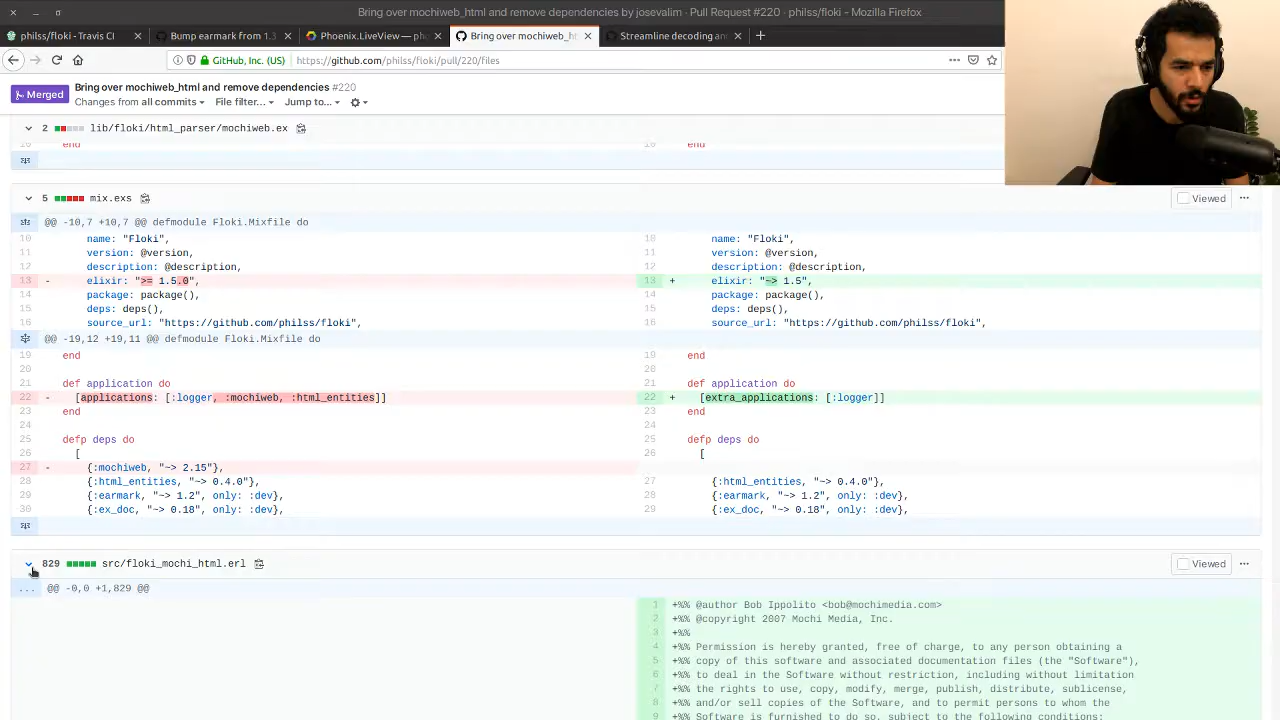 Bring over mochiweb_html and remove dependencies by josevalim · Pull Request #220 · philss/floki - Mozilla Firefox
philss/floki - Travis CI
Bump earmark from 1.3
Phoenix.LiveView — ph
Bring over mochiweb_ht
Streamline decoding an
GitHub, Inc. (US)
https://github.com/philss/floki/pull/220/files
Merged
Bring over mochiweb_html and remove dependencies #220
Changes from all commits
File filter...
Jump to...
2 lib/floki/html_parser/mochiweb.ex
end end
5 mix.exs
Viewed
@@ -10,7 +10,7 @@ defmodule Floki.Mixfile do
10 name: "Floki", 10 name: "Floki",
11 version: @version, 11 version: @version,
12 description: @description, 12 description: @description,
13 - elixir: ">= 1.5.0", 13 + elixir: "~> 1.5",
14 package: package(), 14 package: package(),
15 deps: deps(), 15 deps: deps(),
16 source_url: "https://github.com/philss/floki", 16 source_url: "https://github.com/philss/floki",
@@ -19,12 +19,11 @@ defmodule Floki.Mixfile do
19 end 19 end
20 20
21 def application do 21 def application do
22 - [applications: [:logger, :mochiweb, :html_entities]] 22 + [extra_applications: [:logger]]
23 end 23 end
24 24
25 defp deps do 25 defp deps do
26 [ 26 [
27 - {:mochiweb, "~> 2.15"},
28 {:html_entities, "~> 0.4.0"}, 27 {:html_entities, "~> 0.4.0"},
29 {:earmark, "~> 1.2", only: :dev}, 28 {:earmark, "~> 1.2", only: :dev},
30 {:ex_doc, "~> 0.18", only: :dev}, 29 {:ex_doc, "~> 0.18", only: :dev},
829 src/floki_mochi_html.erl
Viewed
... @@ -0,0 +1,829 @@
1 +%% @author Bob Ippolito <bob@mochimedia.com>
2 +%% @copyright 2007 Mochi Media, Inc.
3 +%%
4 +%% Permission is hereby granted, free of charge, to any person obtaining a
5 +%% copy of this software and associated documentation files (the "Software"),
6 +%% to deal in the Software without restriction, including without limitation
7 +%% the rights to use, copy, modify, merge, publish, distribute, sublicense,
8 +%% and/or sell copies of the Software, and to permit persons to whom the
9 +%% Software is furnished to do so, subject to the following conditions: